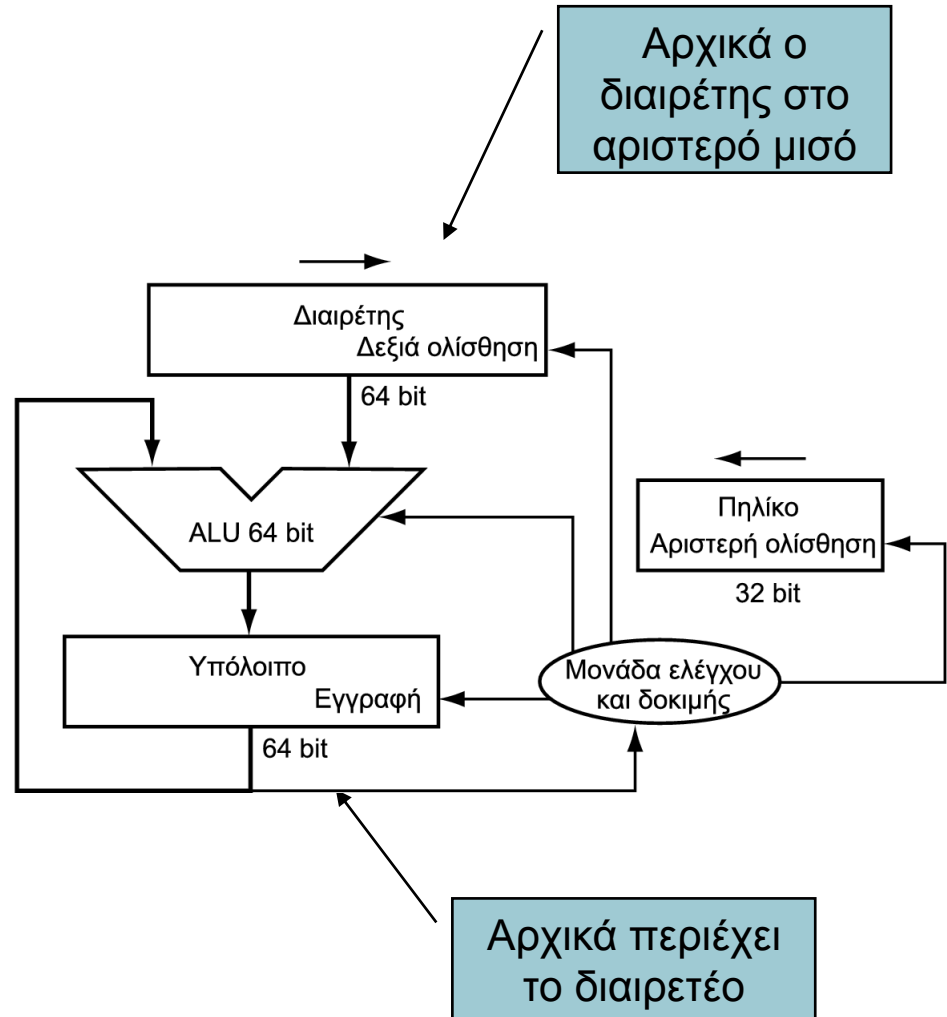 Αρχικά ο
διαιρέτης στο
αριστερό μισό
Διαιρέτης
Δεξιά ολίσθηση
64 bit
ALU 64 bit
Πηλίκο
Αριστερή ολίσθηση
32 bit
Υπόλοιπο
Εγγραφή
64 bit
Μονάδα ελέγχου
και δοκιμής
Αρχικά περιέχει
το διαιρετέο